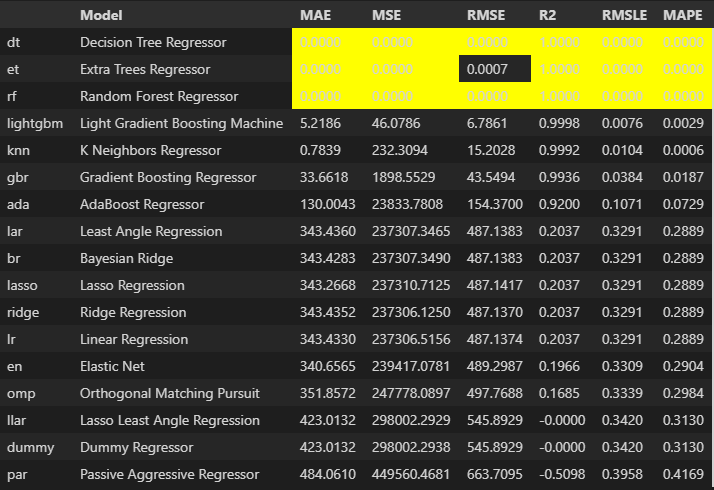 Model MAE MSE RMSE R2 RMSLE MAPE
dt Decision Tree Regressor 0.0000 0.0000 0.0000 1.0000 0.0000 0.0000
et Extra Trees Regressor 0.0000 0.0000 0.0007 1.0000 0.0000 0.0000
rf Random Forest Regressor 0.0000 0.0000 0.0000 1.0000 0.0000 0.0000
lightgbm Light Gradient Boosting Machine 5.2186 46.0786 6.7861 0.9998 0.0076 0.0029
knn K Neighbors Regressor 0.7839 232.3094 15.2028 0.9992 0.0104 0.0006
gbr Gradient Boosting Regressor 33.6618 1898.5529 43.5494 0.9936 0.0384 0.0187
ada AdaBoost Regressor 130.0043 23833.7808 154.3700 0.9200 0.1071 0.0729
lar Least Angle Regression 343.4360 237307.3465 487.1383 0.2037 0.3291 0.2889
br Bayesian Ridge 343.4283 237307.3490 487.1383 0.2037 0.3291 0.2889
lasso Lasso Regression 343.2668 237310.7125 487.1417 0.2037 0.3291 0.2889
ridge Ridge Regression 343.4352 237306.1250 487.1370 0.2037 0.3291 0.2889
lr Linear Regression 343.4330 237306.5156 487.1374 0.2037 0.3291 0.2889
en Elastic Net 340.6565 239417.0781 489.2987 0.1966 0.3309 0.2904
omp Orthogonal Matching Pursuit 351.8572 247778.0897 497.7688 0.1685 0.3339 0.2984
llar Lasso Least Angle Regression 423.0132 298002.2929 545.8929 -0.0000 0.3420 0.3130
dummy Dummy Regressor 423.0132 298002.2938 545.8929 -0.0000 0.3420 0.3130
par Passive Aggressive Regressor 484.0610 449560.4681 663.7095 -0.5098 0.3958 0.4169